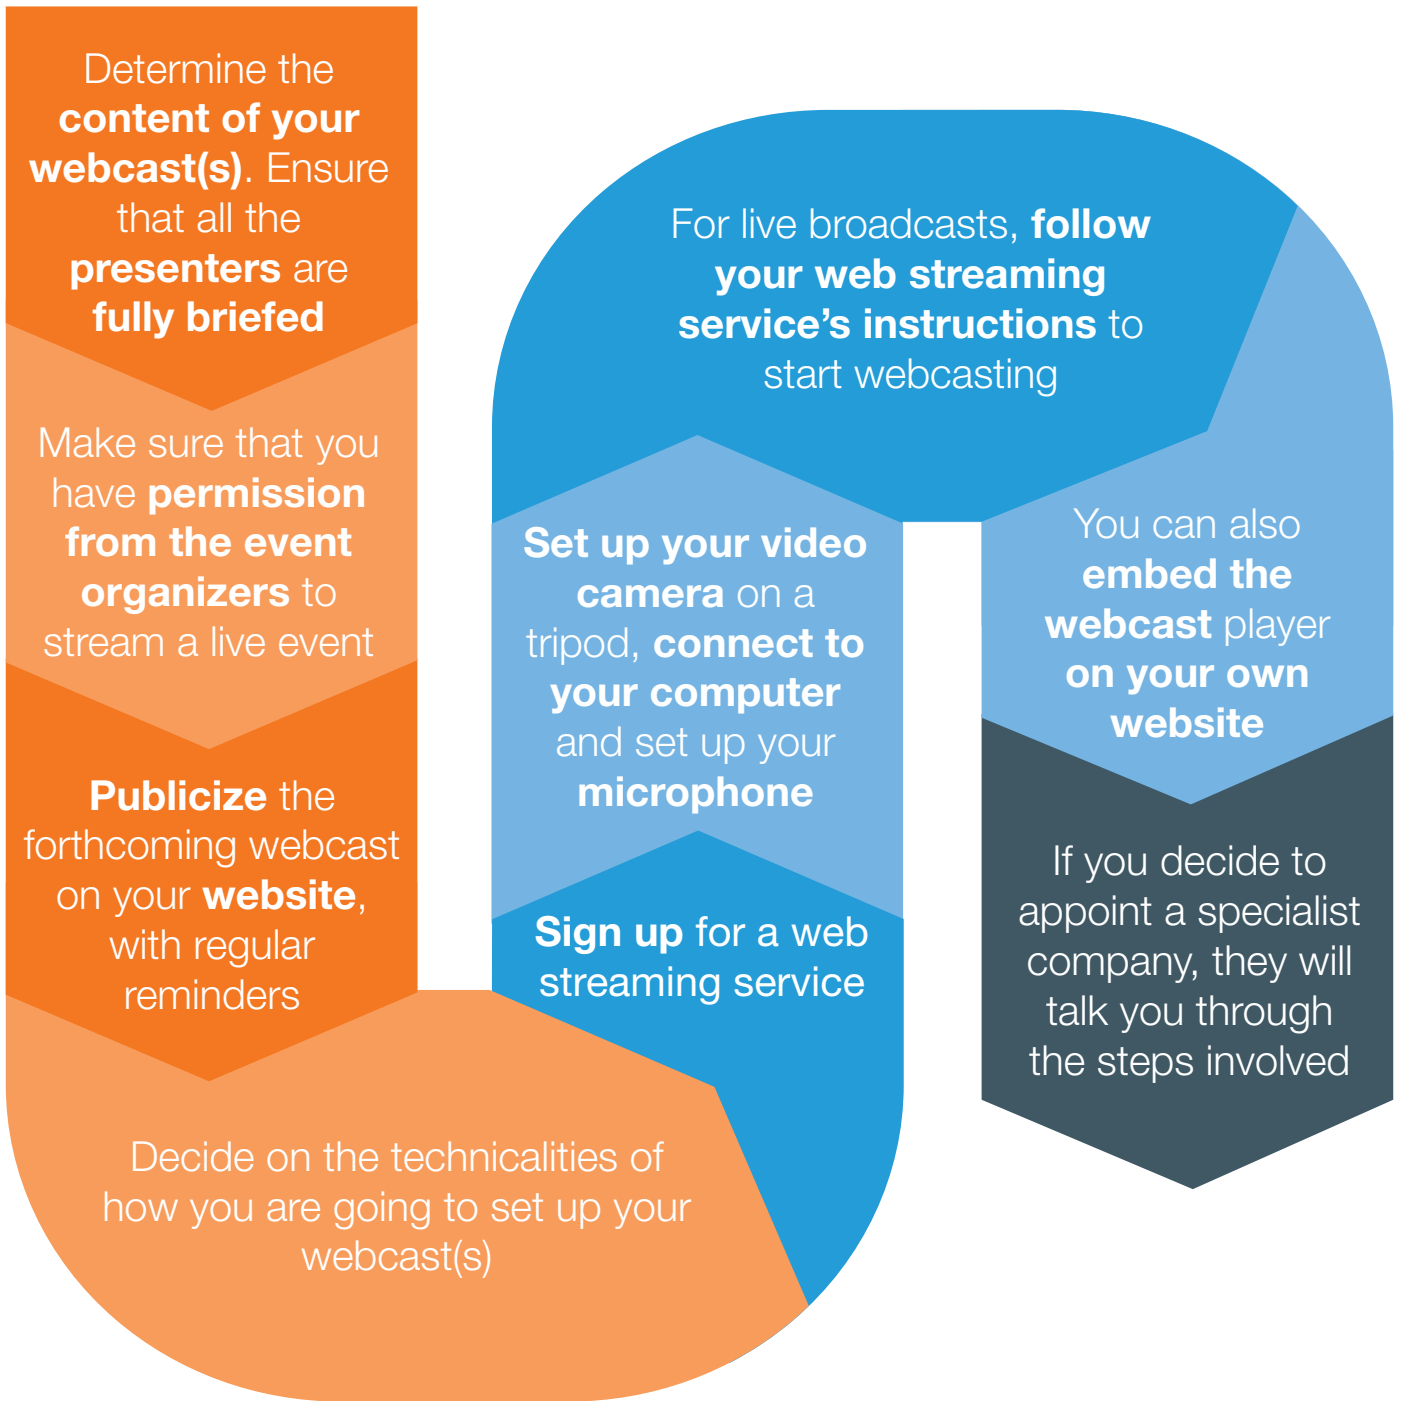 Determine the
content of your
webcast(s). Ensure
that all the
presenters are
fully briefed
Make sure that you
have permission
from the event
organizers to
stream a live event
Publicize the
forthcoming webcast
on your website,
with regular
reminders
Decide on the technicalities of
how you are going to set up your
webcast(s)
Sign up for a web
streaming service
Set up your video
camera on a
tripod, connect to
your computer
and set up your
microphone
For live broadcasts, follow
your web streaming
service’s instructions to
start webcasting
You can also
embed the
webcast player
on your own
website
If you decide to
appoint a specialist
company, they will
talk you through
the steps involved